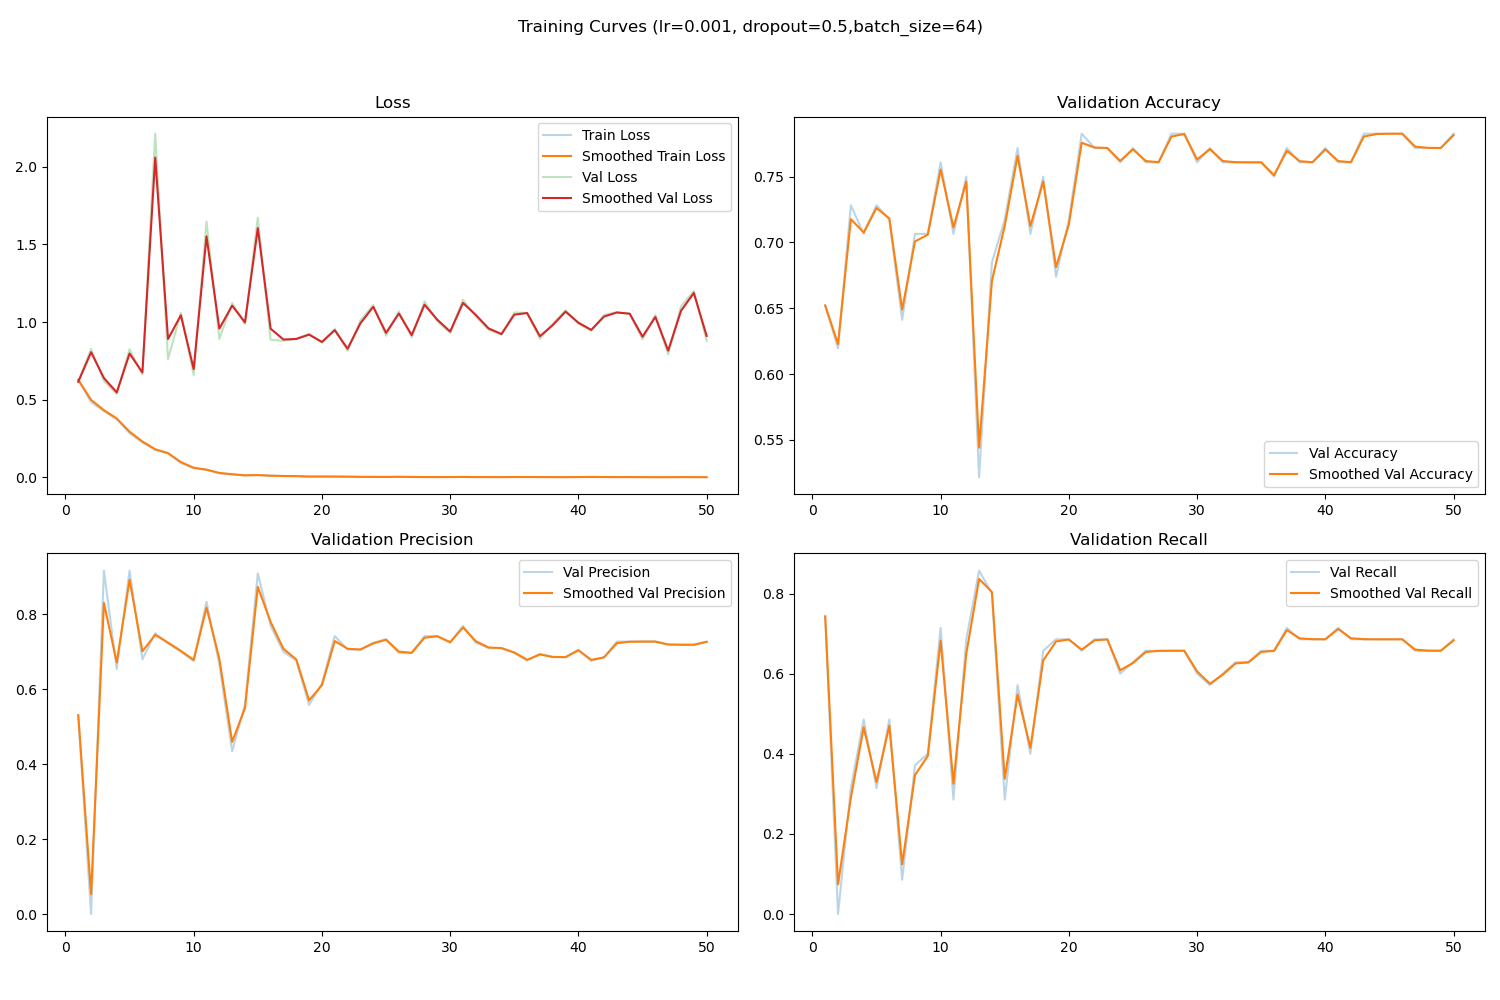 Training Curves (lr=0.001, dropout=0.5,batch_size=64)
Loss
Train Loss
Smoothed Train Loss
Val Loss
Smoothed Val Loss
2.0
1.5
1.0
0.5
0.0
0 10 20 30 40 50
Validation Accuracy
0.75
0.70
0.65
0.60
0.55
Val Accuracy
Smoothed Val Accuracy
0 10 20 30 40 50
Validation Precision
Val Precision
Smoothed Val Precision
0.8
0.6
0.4
0.2
0.0
0 10 20 30 40 50
Validation Recall
Val Recall
Smoothed Val Recall
0.8
0.6
0.4
0.2
0.0
0 10 20 30 40 50